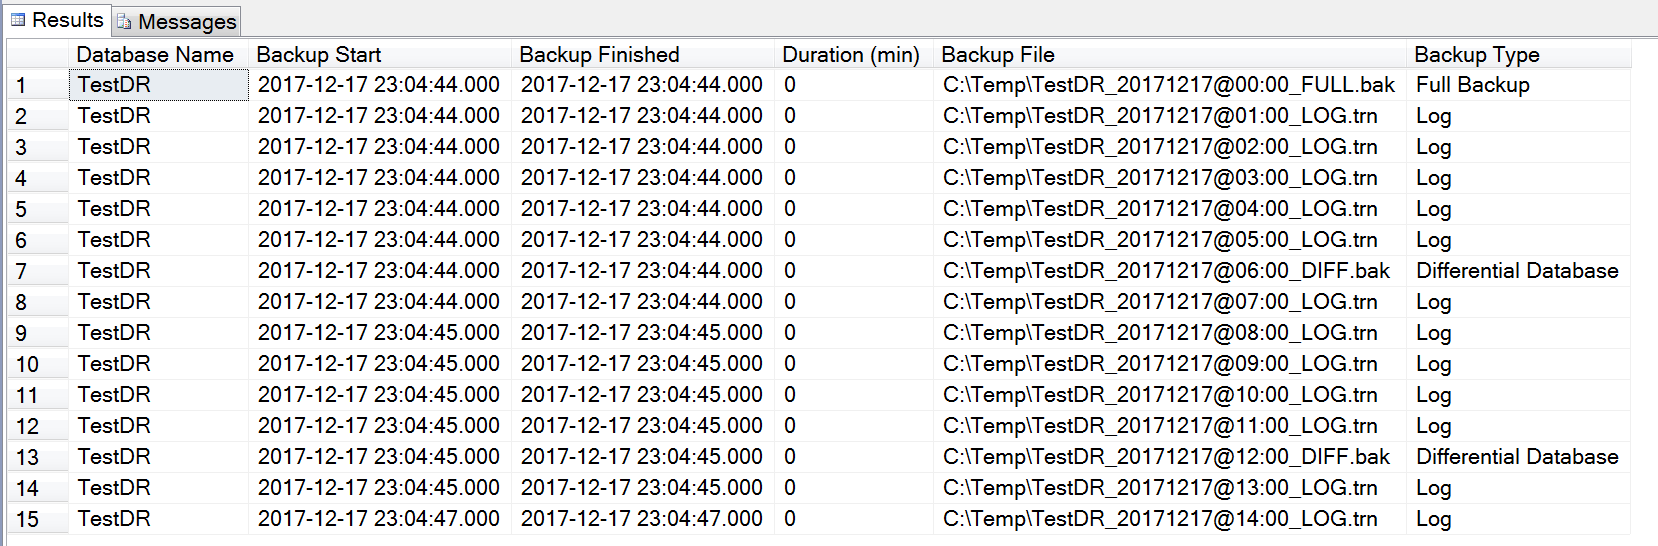 Results Messages
Database Name Backup Start Backup Finished Duration (min) Backup File Backup Type
1 TestDR 2017-12-17 23:04:44.000 2017-12-17 23:04:44.000 0 C:\Temp\TestDR_20171217@00:00_FULL.bak Full Backup
2 TestDR 2017-12-17 23:04:44.000 2017-12-17 23:04:44.000 0 C:\Temp\TestDR_20171217@01:00_LOG.trn Log
3 TestDR 2017-12-17 23:04:44.000 2017-12-17 23:04:44.000 0 C:\Temp\TestDR_20171217@02:00_LOG.trn Log
4 TestDR 2017-12-17 23:04:44.000 2017-12-17 23:04:44.000 0 C:\Temp\TestDR_20171217@03:00_LOG.trn Log
5 TestDR 2017-12-17 23:04:44.000 2017-12-17 23:04:44.000 0 C:\Temp\TestDR_20171217@04:00_LOG.trn Log
6 TestDR 2017-12-17 23:04:44.000 2017-12-17 23:04:44.000 0 C:\Temp\TestDR_20171217@05:00_LOG.trn Log
7 TestDR 2017-12-17 23:04:44.000 2017-12-17 23:04:44.000 0 C:\Temp\TestDR_20171217@06:00_DIFF.bak Differential Database
8 TestDR 2017-12-17 23:04:44.000 2017-12-17 23:04:44.000 0 C:\Temp\TestDR_20171217@07:00_LOG.trn Log
9 TestDR 2017-12-17 23:04:45.000 2017-12-17 23:04:45.000 0 C:\Temp\TestDR_20171217@08:00_LOG.trn Log
10 TestDR 2017-12-17 23:04:45.000 2017-12-17 23:04:45.000 0 C:\Temp\TestDR_20171217@09:00_LOG.trn Log
11 TestDR 2017-12-17 23:04:45.000 2017-12-17 23:04:45.000 0 C:\Temp\TestDR_20171217@10:00_LOG.trn Log
12 TestDR 2017-12-17 23:04:45.000 2017-12-17 23:04:45.000 0 C:\Temp\TestDR_20171217@11:00_LOG.trn Log
13 TestDR 2017-12-17 23:04:45.000 2017-12-17 23:04:45.000 0 C:\Temp\TestDR_20171217@12:00_DIFF.bak Differential Database
14 TestDR 2017-12-17 23:04:45.000 2017-12-17 23:04:45.000 0 C:\Temp\TestDR_20171217@13:00_LOG.trn Log
15 TestDR 2017-12-17 23:04:47.000 2017-12-17 23:04:47.000 0 C:\Temp\TestDR_20171217@14:00_LOG.trn Log